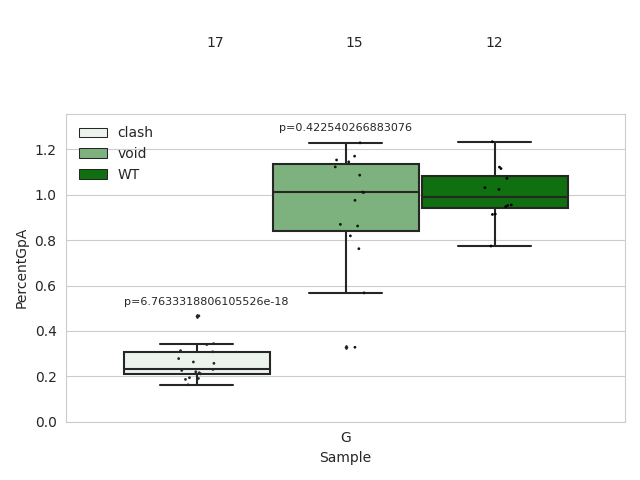 17 15 12
p=0.422540266883076
clash
void
WT
p=6.7633318806105526e-18
PercentGpA
1.2
1.0
0.8
0.6
0.4
0.2
0.0
G
Sample